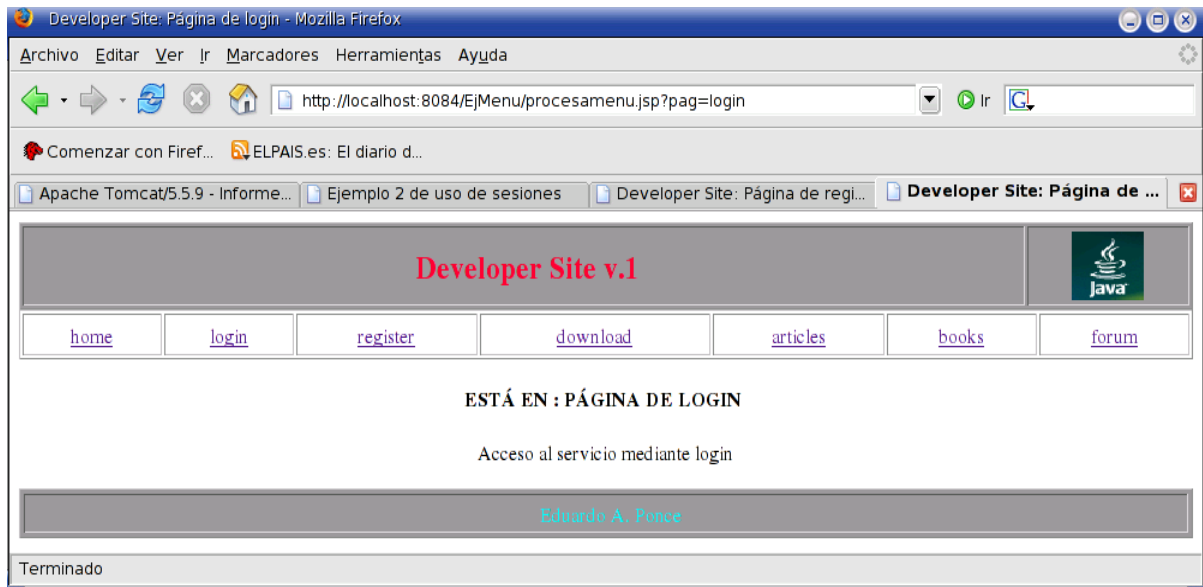 Developer Site: Página de login - Mozilla Firefox
Archivo Editar Ver Ir Marcadores Herramientas Ayuda
http://localhost:8084/EjMenu/procesamenu.jsp?pag=login Ir G
Comenzar con Firef... ELPAIS.es: El diario d...
Apache Tomcat/5.5.9 - Informe... Ejemplo 2 de uso de sesiones Developer Site: Página de regi... Developer Site: Página de ...
Developer Site v.1
Java
home login register download articles books forum
ESTÁ EN : PÁGINA DE LOGIN
Acceso al servicio mediante login
Eduardo A. Ponce
Terminado